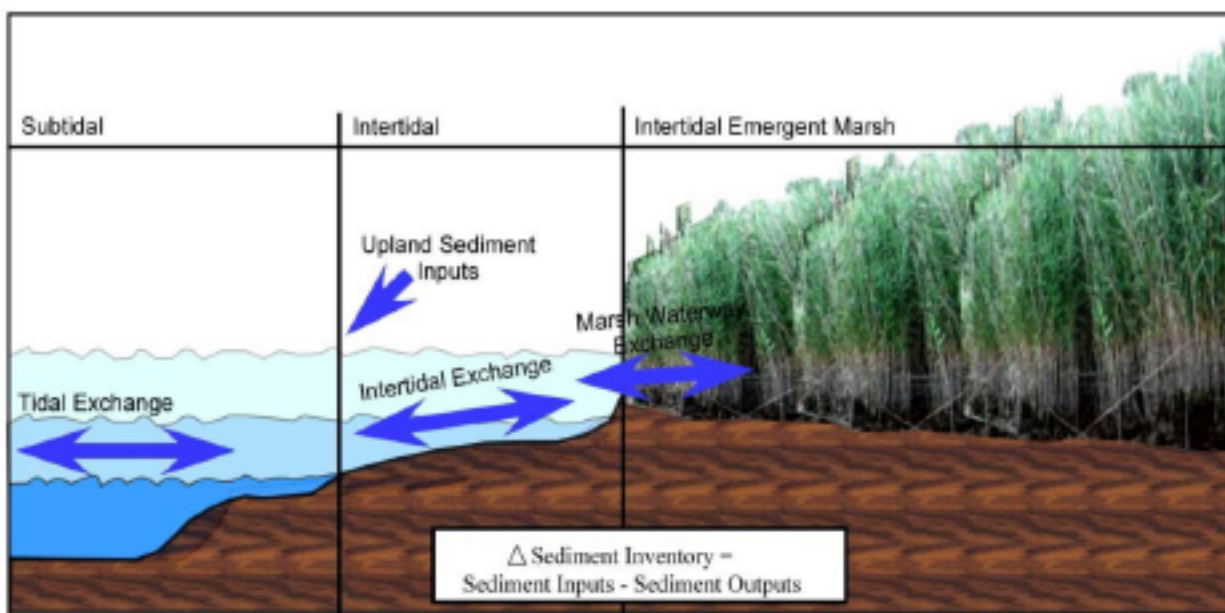 Subtidal
Intertidal
Intertidal Emergent Marsh
Upland Sediment
Inputs
Marsh Waterway
Exchange
Intertidal Exchange
Tidal Exchange
△ Sediment Inventory =
Sediment Inputs - Sediment Outputs